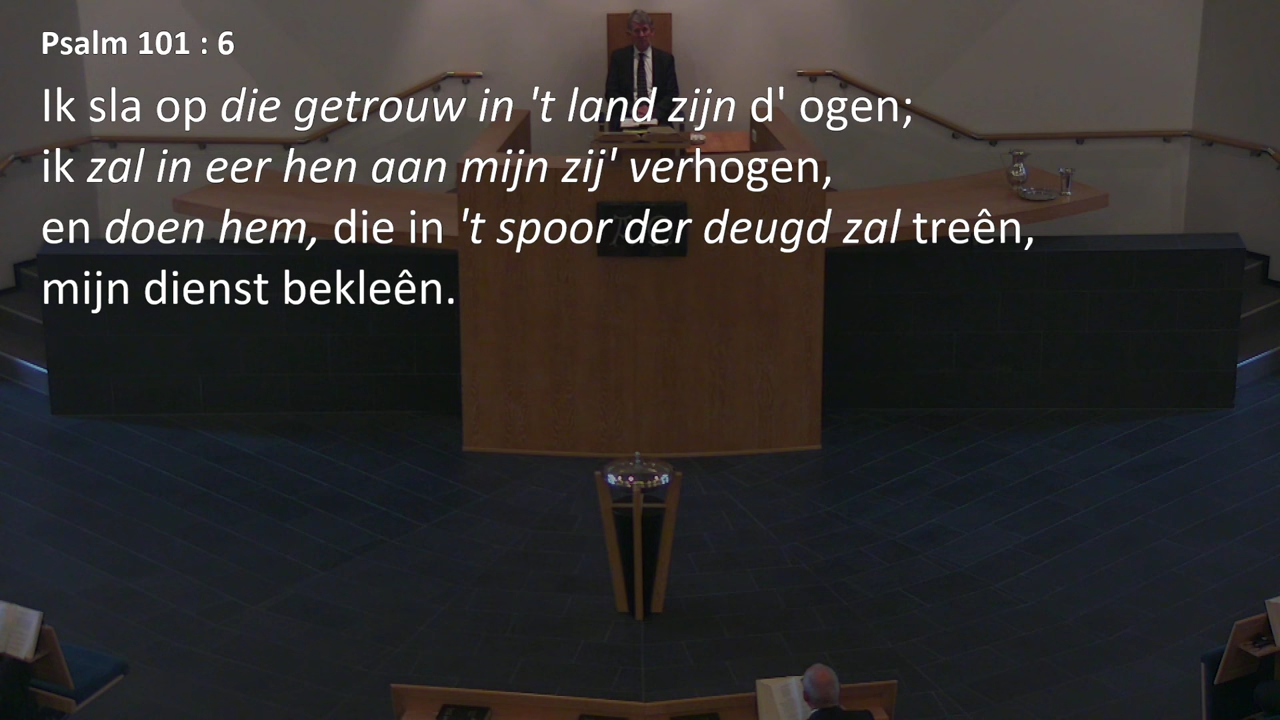 Psalm 101 : 6
Ik sla op die getrouw in 't land zijn d' ogen;
ik zal in eer hen aan mijn zij' verhogen,
en doen hem, die in 't spoor der deugd zal treên,
mijn dienst bekleên.